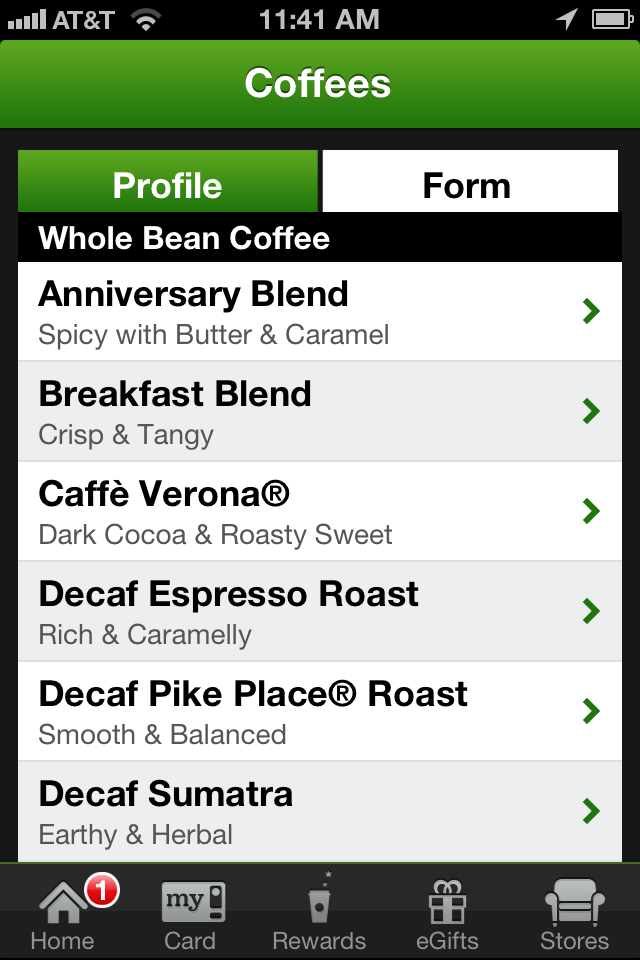 AT&T 11:41 AM
Coffees
Profile Form
Whole Bean Coffee
Anniversary Blend
Spicy with Butter & Caramel
Breakfast Blend
Crisp & Tangy
Caffè Verona®
Dark Cocoa & Roasty Sweet
Decaf Espresso Roast
Rich & Caramelly
Decaf Pike Place® Roast
Smooth & Balanced
Decaf Sumatra
Earthy & Herbal
1
my
Home Card Rewards eGifts Stores